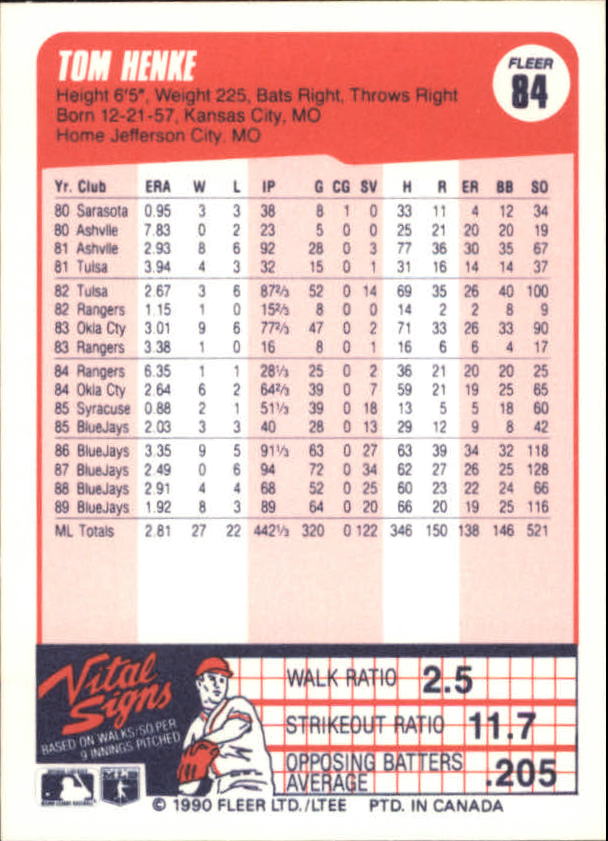 TOM HENKE
FLEER
84
Height 6'5", Weight 225, Bats Right, Throws Right
Born 12-21-57, Kansas City, MO
Home Jefferson City, MO
Yr. Club ERA W L IP G CG SV H R ER BB SO
80 Sarasota 0.95 3 3 38 8 1 0 33 11 4 12 34
80 Ashvlle 7.83 0 2 23 5 0 0 25 21 20 20 19
81 Ashvlle 2.93 8 6 92 28 0 3 77 36 30 35 67
81 Tulsa 3.94 4 3 32 15 0 1 31 16 14 14 37
82 Tulsa 2.67 3 6 87⅔ 52 0 14 69 35 26 40 100
82 Rangers 1.15 1 0 15⅔ 8 0 0 14 2 2 8 9
83 Okla Cty 3.01 9 6 77⅔ 47 0 2 71 33 26 33 90
83 Rangers 3.38 1 0 16 8 0 1 16 6 6 4 17
84 Rangers 6.35 1 1 28⅓ 25 0 2 36 21 20 20 25
84 Okla Cty 2.64 6 2 64⅔ 39 0 7 59 21 19 25 65
85 Syracuse 0.88 2 1 51⅓ 39 0 18 13 5 5 18 60
85 BlueJays 2.03 3 3 40 28 0 13 29 12 9 8 42
86 BlueJays 3.35 9 5 91⅓ 63 0 27 63 39 34 32 118
87 BlueJays 2.49 0 6 94 72 0 34 62 27 26 25 128
88 BlueJays 2.91 4 4 68 52 0 25 60 23 22 24 66
89 BlueJays 1.92 8 3 89 64 0 20 66 20 19 25 116
ML Totals 2.81 27 22 442⅓ 320 0 122 346 150 138 146 521
Vital
Signs
BASED ON WALKS/SO PER
9 INNINGS PITCHED
WALK RATIO 2.5
STRIKEOUT RATIO 11.7
OPPOSING BATTERS
AVERAGE .205
© 1990 FLEER LTD./LTEE PTD. IN CANADA